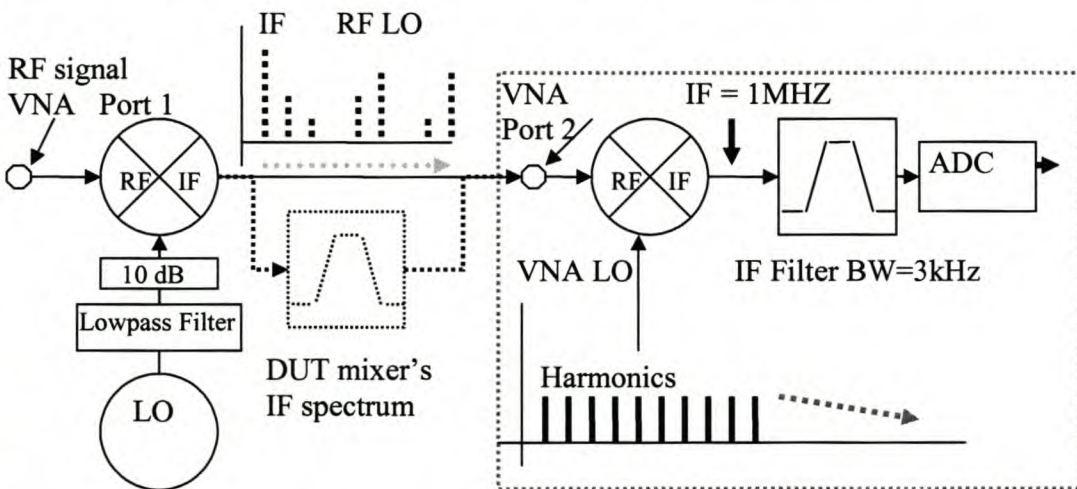 IF RF LO
RF signal
VNA Port 1
RF IF
10 dB
Lowpass Filter
LO
DUT mixer's
IF spectrum
VNA
Port 2
IF = 1MHZ
RF IF
ADC
VNA LO
IF Filter BW=3kHz
Harmonics